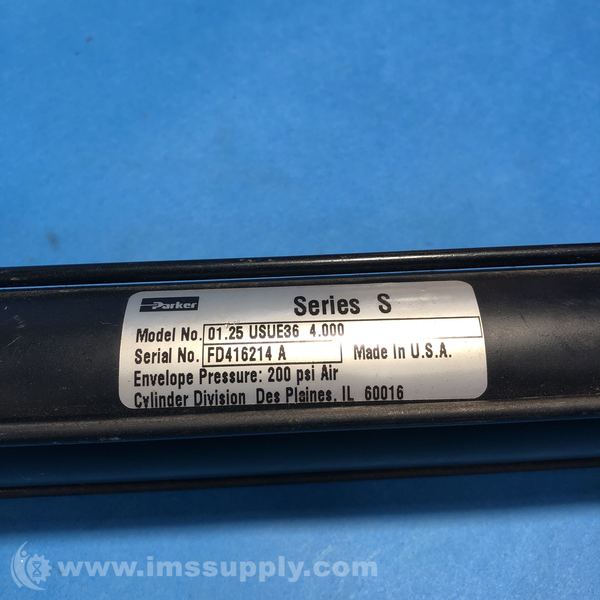 Parker
Series S
Model No. 01.25 USUE36 4.000
Serial No. FD416214 A Made In U.S.A.
Envelope Pressure: 200 psi Air
Cylinder Division Des Plaines, IL 60016
www.imssupply.com